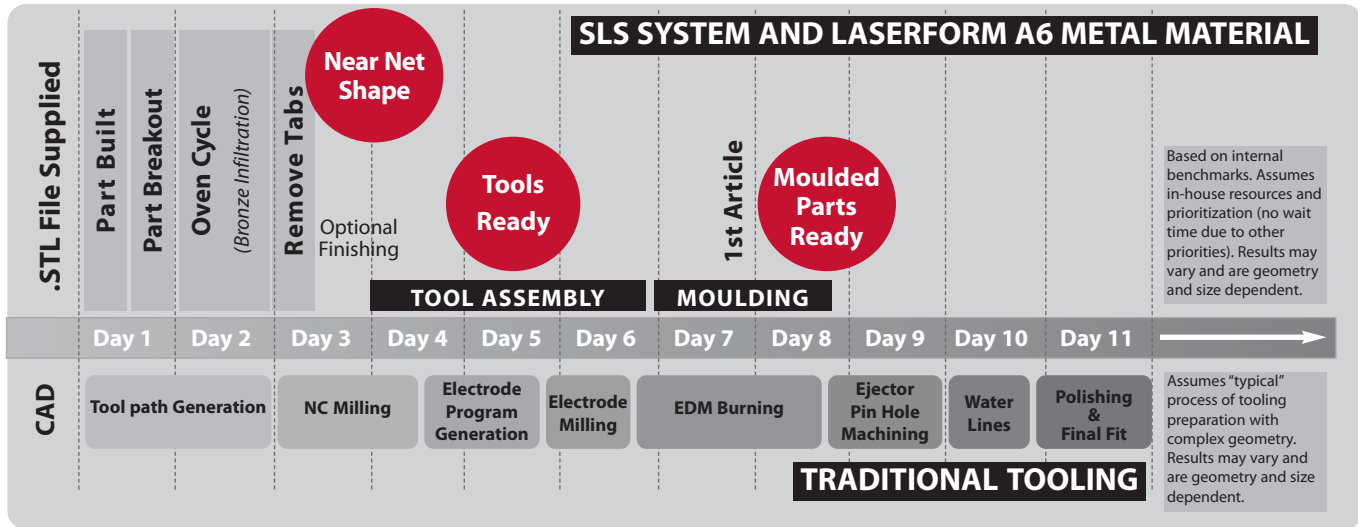 SLS SYSTEM AND LASERFORM A6 METAL MATERIAL
.STL File Supplied
Part Built
Part Breakout
Oven Cycle
(Bronze Infiltration)
Remove Tabs
Near Net
Shape
Optional
Finishing
Tools
Ready
1st Article
Moulded
Parts
Ready
Based on internal
benchmarks. Assumes
in-house resources and
prioritization (no wait
time due to other
priorities). Results may
vary and are geometry
and size dependent.
TOOL ASSEMBLY
MOULDING
Day 1
Day 2
Day 3
Day 4
Day 5
Day 6
Day 7
Day 8
Day 9
Day 10
Day 11
CAD
Tool path Generation
NC Milling
Electrode
Program
Generation
Electrode
Milling
EDM Burning
Ejector
Pin Hole
Machining
Water
Lines
Polishing
&
Final Fit
Assumes “typical”
process of tooling
preparation with
complex geometry.
Results may vary and
are geometry and size
dependent.
TRADITIONAL TOOLING